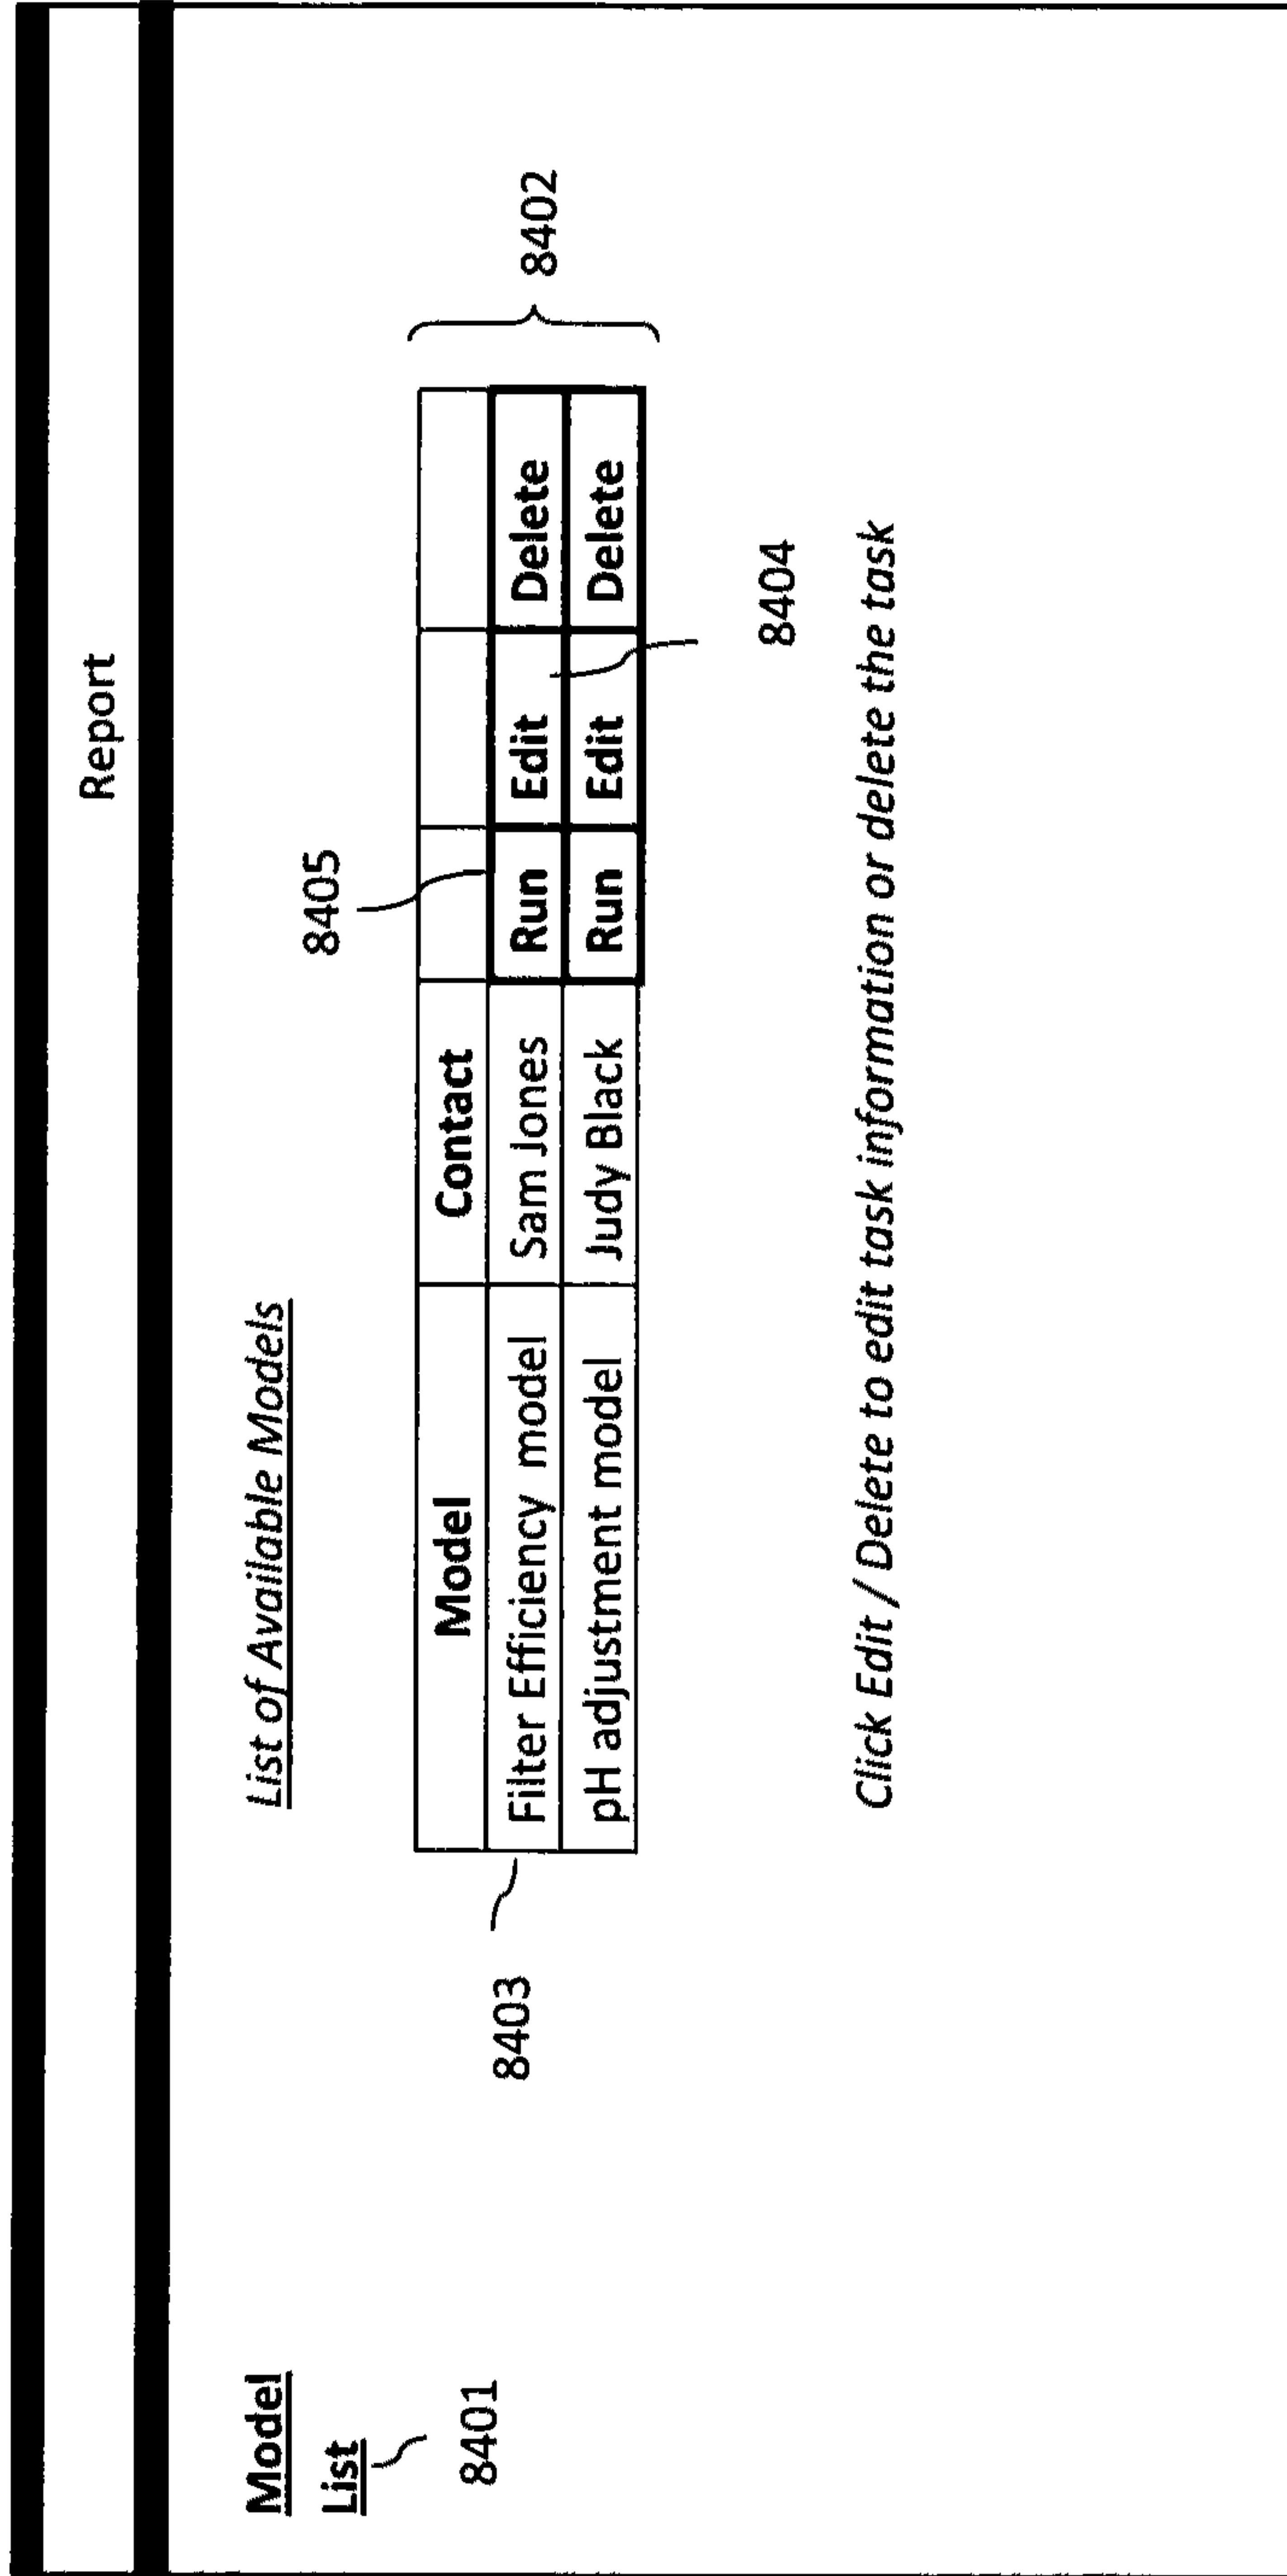 Report
Model
List
8401
List of Available Models
8405
Model Contact
Filter Efficiency model Sam Jones Run Edit Delete
pH adjustment model Judy Black Run Edit Delete
8403
8402
8404
Click Edit / Delete to edit task information or delete the task